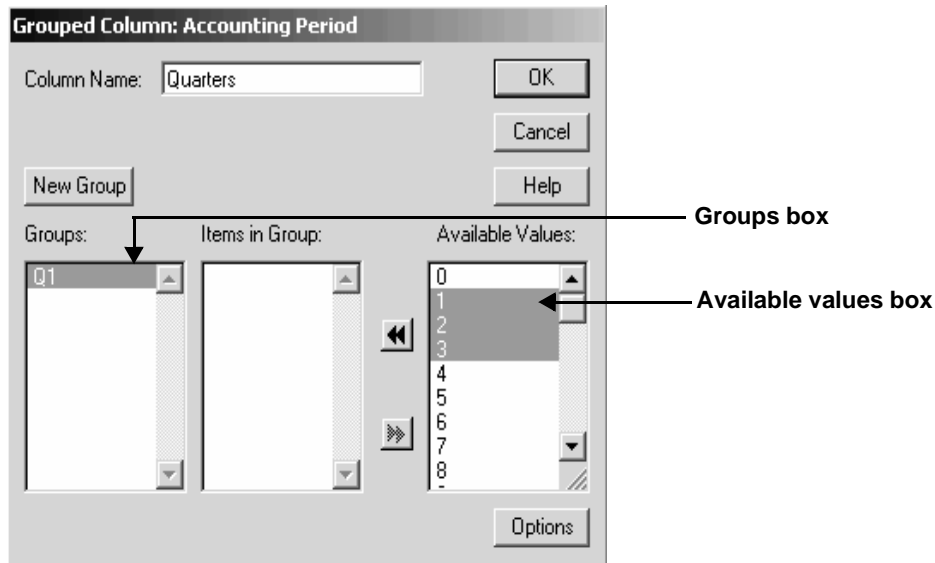 Grouped Column: Accounting Period
Column Name: Quarters
OK
Cancel
New Group
Help
Groups box
Groups: Items in Group: Available Values:
Q1
0
1
Available values box
2
3
4
5
6
7
8
Options